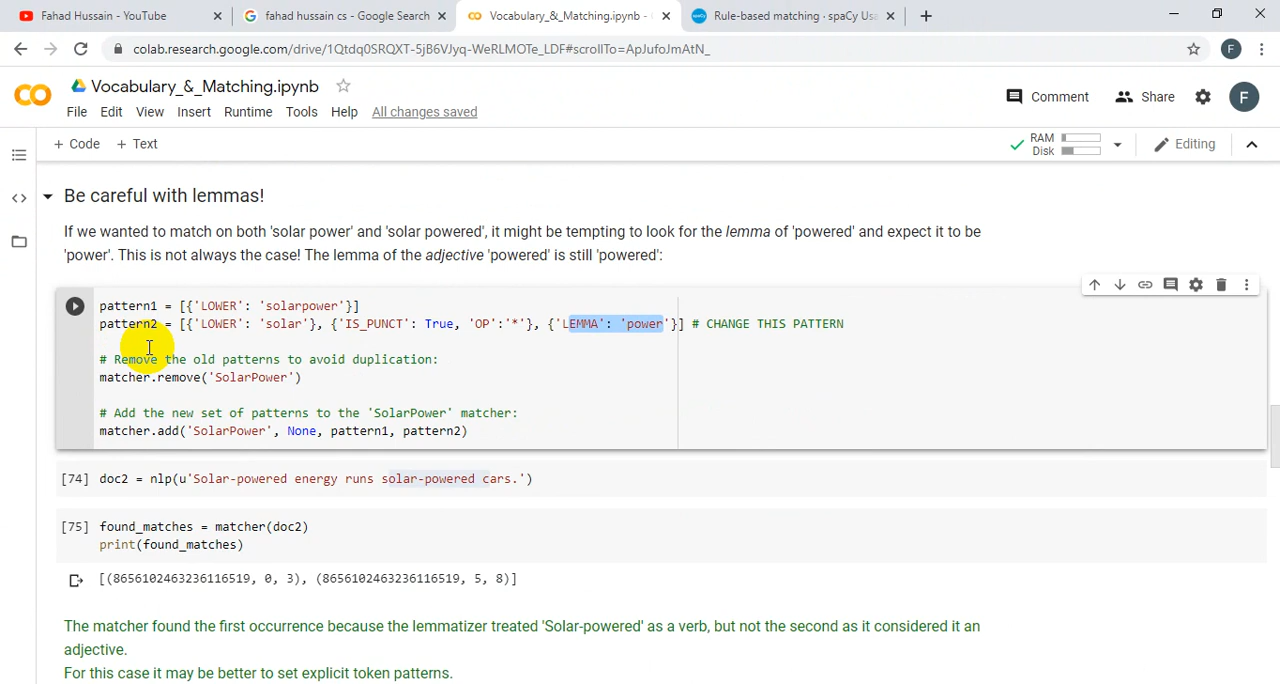 Fahad Hussain - YouTube
fahad hussain cs - Google Search
Vocabulary_&_Matching.ipynb -
Rule-based matching · spaCy Usa
colab.research.google.com/drive/1Qtdq0SRQXT-5jB6VJyq-WeRLMOTe_LDF#scrollTo=ApJufoJmAtN_
F
Vocabulary_&_Matching.ipynb
Comment
Share
F
File Edit View Insert Runtime Tools Help All changes saved
+ Code + Text
RAM
Disk
Editing
Be careful with lemmas!
If we wanted to match on both 'solar power' and 'solar powered', it might be tempting to look for the lemma of 'powered' and expect it to be
'power'. This is not always the case! The lemma of the adjective 'powered' is still 'powered':
pattern1 = [{'LOWER': 'solarpower'}]
pattern2 = [{'LOWER': 'solar'}, {'IS_PUNCT': True, 'OP':'*'}, {'LEMMA': 'power'}] # CHANGE THIS PATTERN
# Remove the old patterns to avoid duplication:
matcher.remove('SolarPower')
# Add the new set of patterns to the 'SolarPower' matcher:
matcher.add('SolarPower', None, pattern1, pattern2)
[74] doc2 = nlp(u'Solar-powered energy runs solar-powered cars.')
[75] found_matches = matcher(doc2)
print(found_matches)
[(8656102463236116519, 0, 3), (8656102463236116519, 5, 8)]
The matcher found the first occurrence because the lemmatizer treated 'Solar-powered' as a verb, but not the second as it considered it an
adjective.
For this case it may be better to set explicit token patterns.